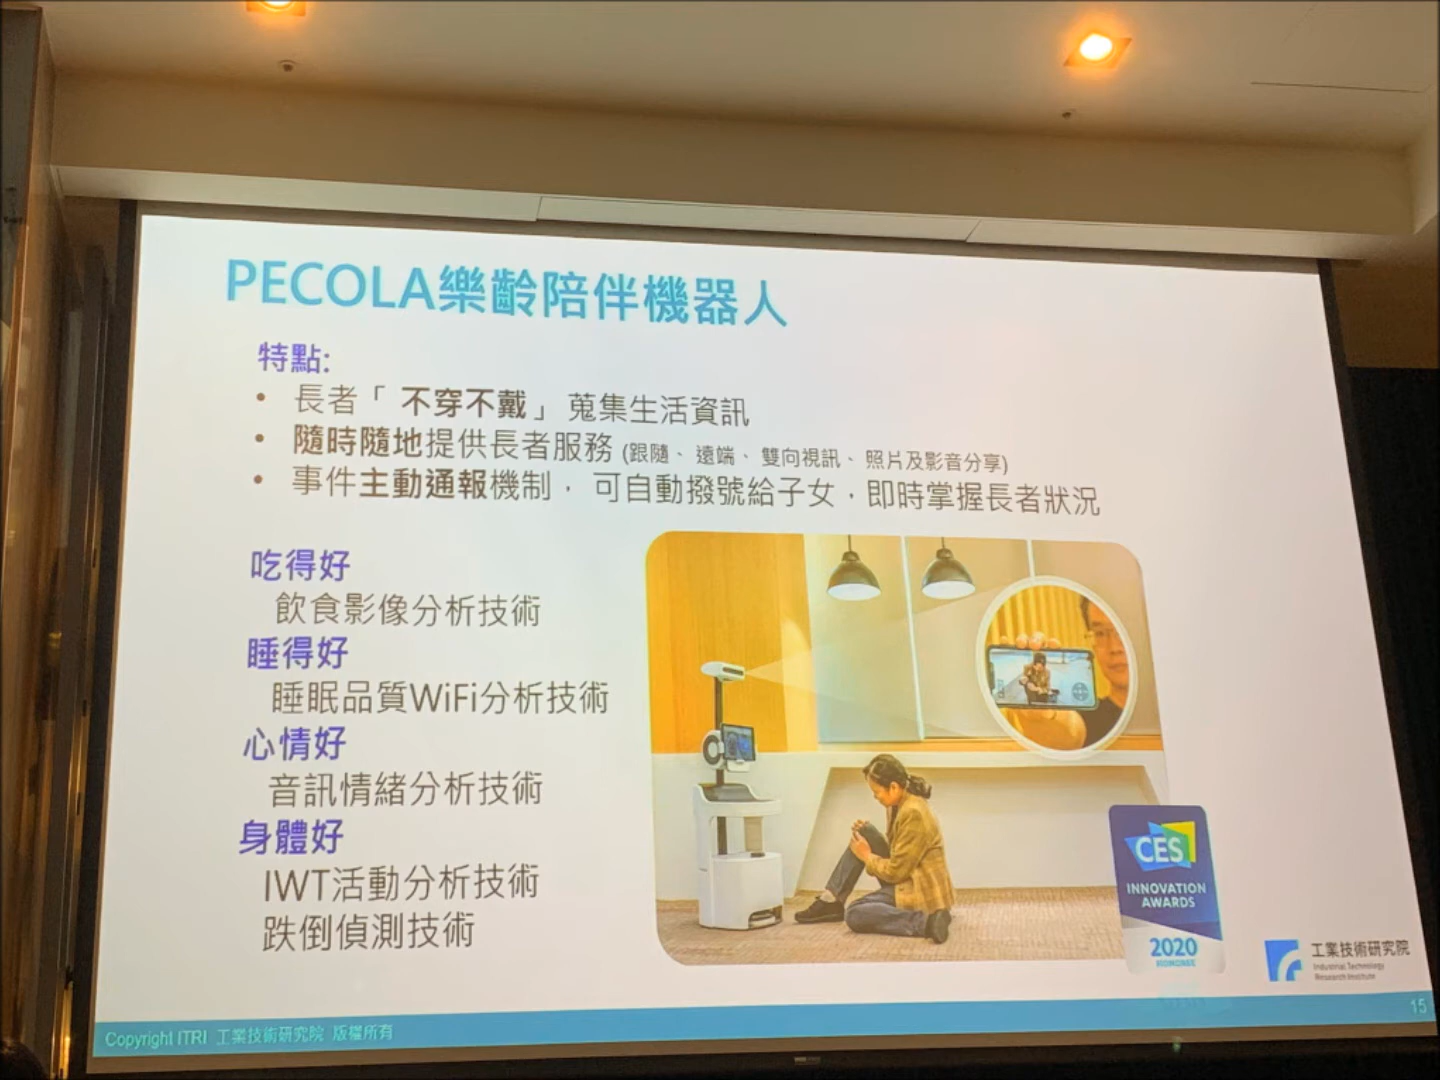 PECOLA樂齡陪伴機器人
特點:
• 長者「 不穿不戴」 蒐集生活資訊
• 隨時隨地提供長者服務 (跟隨、 遠端、 雙向視訊、 照片及影音分享)
• 事件主動通報機制， 可自動撥號給子女，即時掌握長者狀況
吃得好
飲食影像分析技術
睡得好
睡眠品質WiFi分析技術
心情好
音訊情緒分析技術
身體好
IWT活動分析技術
跌倒偵測技術
CES
INNOVATION
AWARDS
2020
HONOREE
工業技術研究院
Industrial Technology
Research Institute
Copyright ITRI 工業技術研究院 版權所有
15